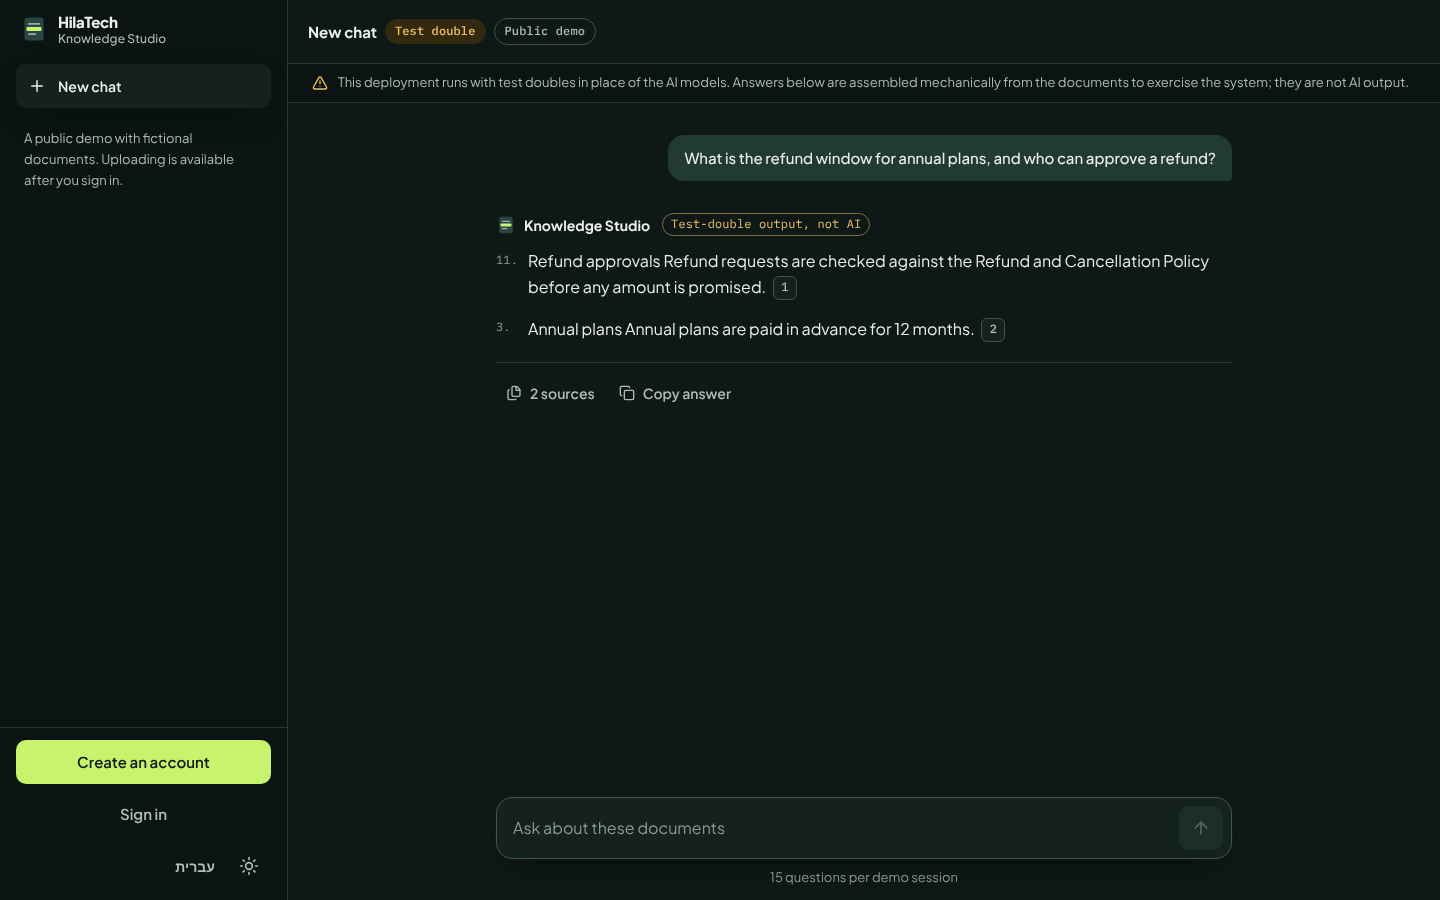 HilaTech
Knowledge Studio
New chat
A public demo with fictional
documents. Uploading is available
after you sign in.
Create an account
Sign in
עברית
New chat
Test double
Public demo
This deployment runs with test doubles in place of the AI models. Answers below are assembled mechanically from the documents to exercise the system; they are not AI output.
What is the refund window for annual plans, and who can approve a refund?
Knowledge Studio
Test-double output, not AI
11. Refund approvals Refund requests are checked against the Refund and Cancellation Policy
before any amount is promised. 1
3. Annual plans Annual plans are paid in advance for 12 months. 2
2 sources
Copy answer
Ask about these documents
15 questions per demo session